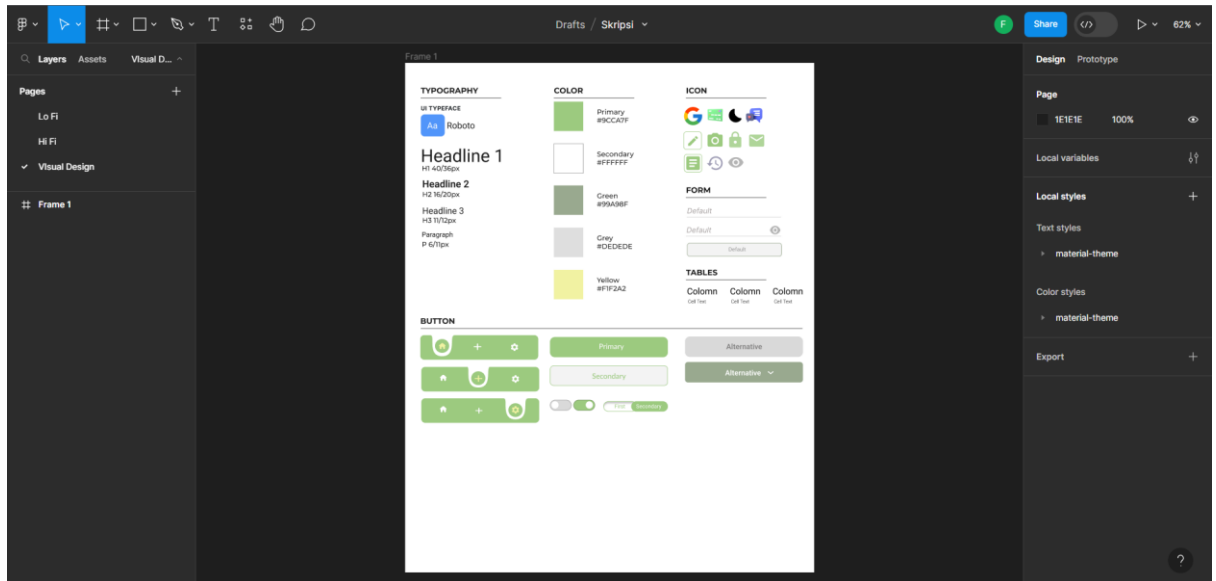 Drafts / Skripsi
F
Share
62%
Layers Assets VIsual D...
Pages
Lo Fi
Hi Fi
VIsual Design
Frame 1
Frame 1
TYPOGRAPHY
UI TYPEFACE
Aa Roboto
Headline 1
H1 40/36px
Headline 2
H2 16/20px
Headline 3
H3 11/12px
Paragraph
P 6/11px
COLOR
Primary
#9CCA7F
Secondary
#FFFFFF
Green
#99A98F
Grey
#DEDEDE
Yellow
#F1F2A2
ICON
FORM
Default
Default
Default
TABLES
Colomn Colomn Colomn
Cell Text Cell Text Cell Text
BUTTON
Primary
Secondary
Secondary
Alternative
Alternative
Design Prototype
Page
1E1E1E 100%
Local variables
Local styles
Text styles
material-theme
Color styles
material-theme
Export
?